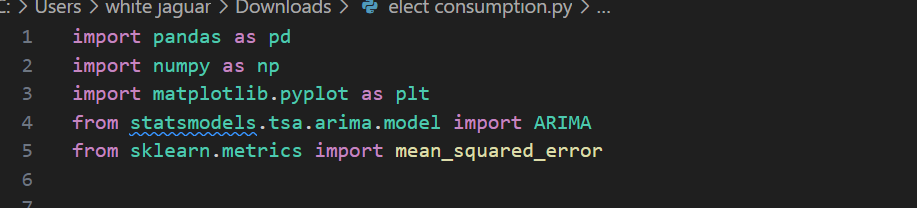 C: > Users > white jaguar > Downloads > elect consumption.py > ...
1 import pandas as pd
2 import numpy as np
3 import matplotlib.pyplot as plt
4 from statsmodels.tsa.arima.model import ARIMA
5 from sklearn.metrics import mean_squared_error
6
7